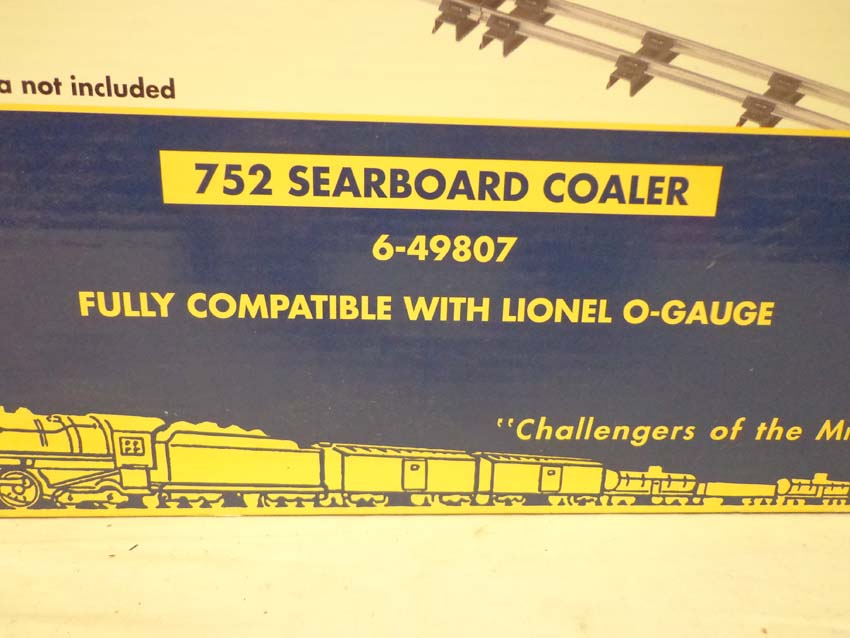 a not included
752 SEARBOARD COALER
6-49807
FULLY COMPATIBLE WITH LIONEL O-GAUGE
"Challengers of the